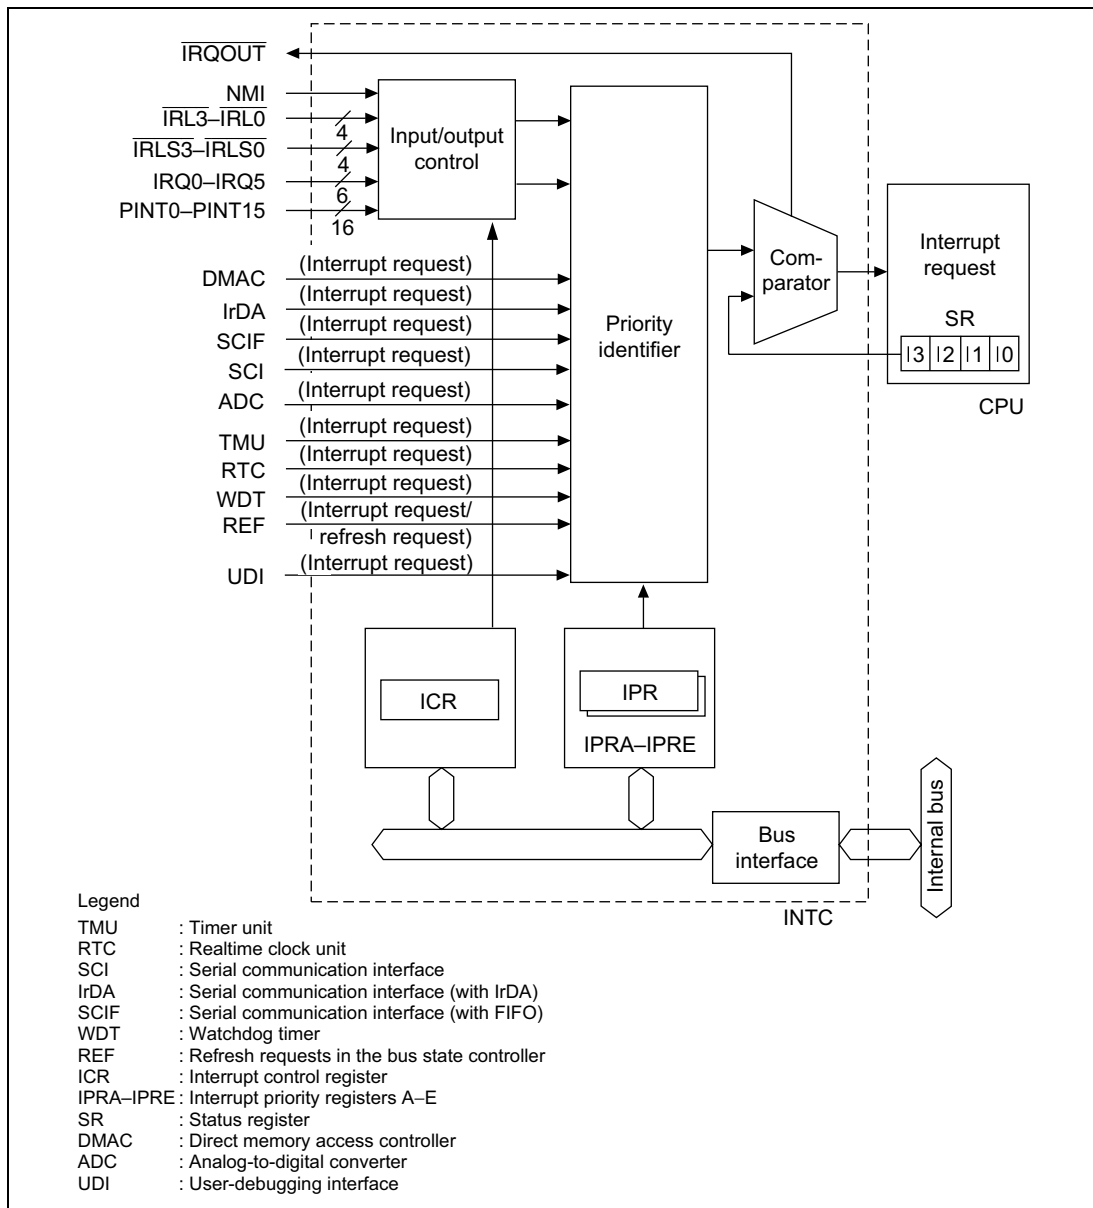 IRQOUT
NMI
IRL3–IRL0
4
IRLS3–IRLS0
4
IRQ0–IRQ5
6
PINT0–PINT15
16
Input/output
control
DMAC
(Interrupt request)
IrDA
(Interrupt request)
SCIF
(Interrupt request)
SCI
(Interrupt request)
ADC
(Interrupt request)
TMU
(Interrupt request)
RTC
(Interrupt request)
WDT
(Interrupt request)
REF
(Interrupt request/
refresh request)
UDI
(Interrupt request)
Priority
identifier
Com-
parator
Interrupt
request
SR
I3 I2 I1 I0
CPU
ICR
IPR
IPRA–IPRE
Bus
interface
Internal bus
INTC
Legend
TMU : Timer unit
RTC : Realtime clock unit
SCI : Serial communication interface
IrDA : Serial communication interface (with IrDA)
SCIF : Serial communication interface (with FIFO)
WDT : Watchdog timer
REF : Refresh requests in the bus state controller
ICR : Interrupt control register
IPRA–IPRE : Interrupt priority registers A–E
SR : Status register
DMAC : Direct memory access controller
ADC : Analog-to-digital converter
UDI : User-debugging interface